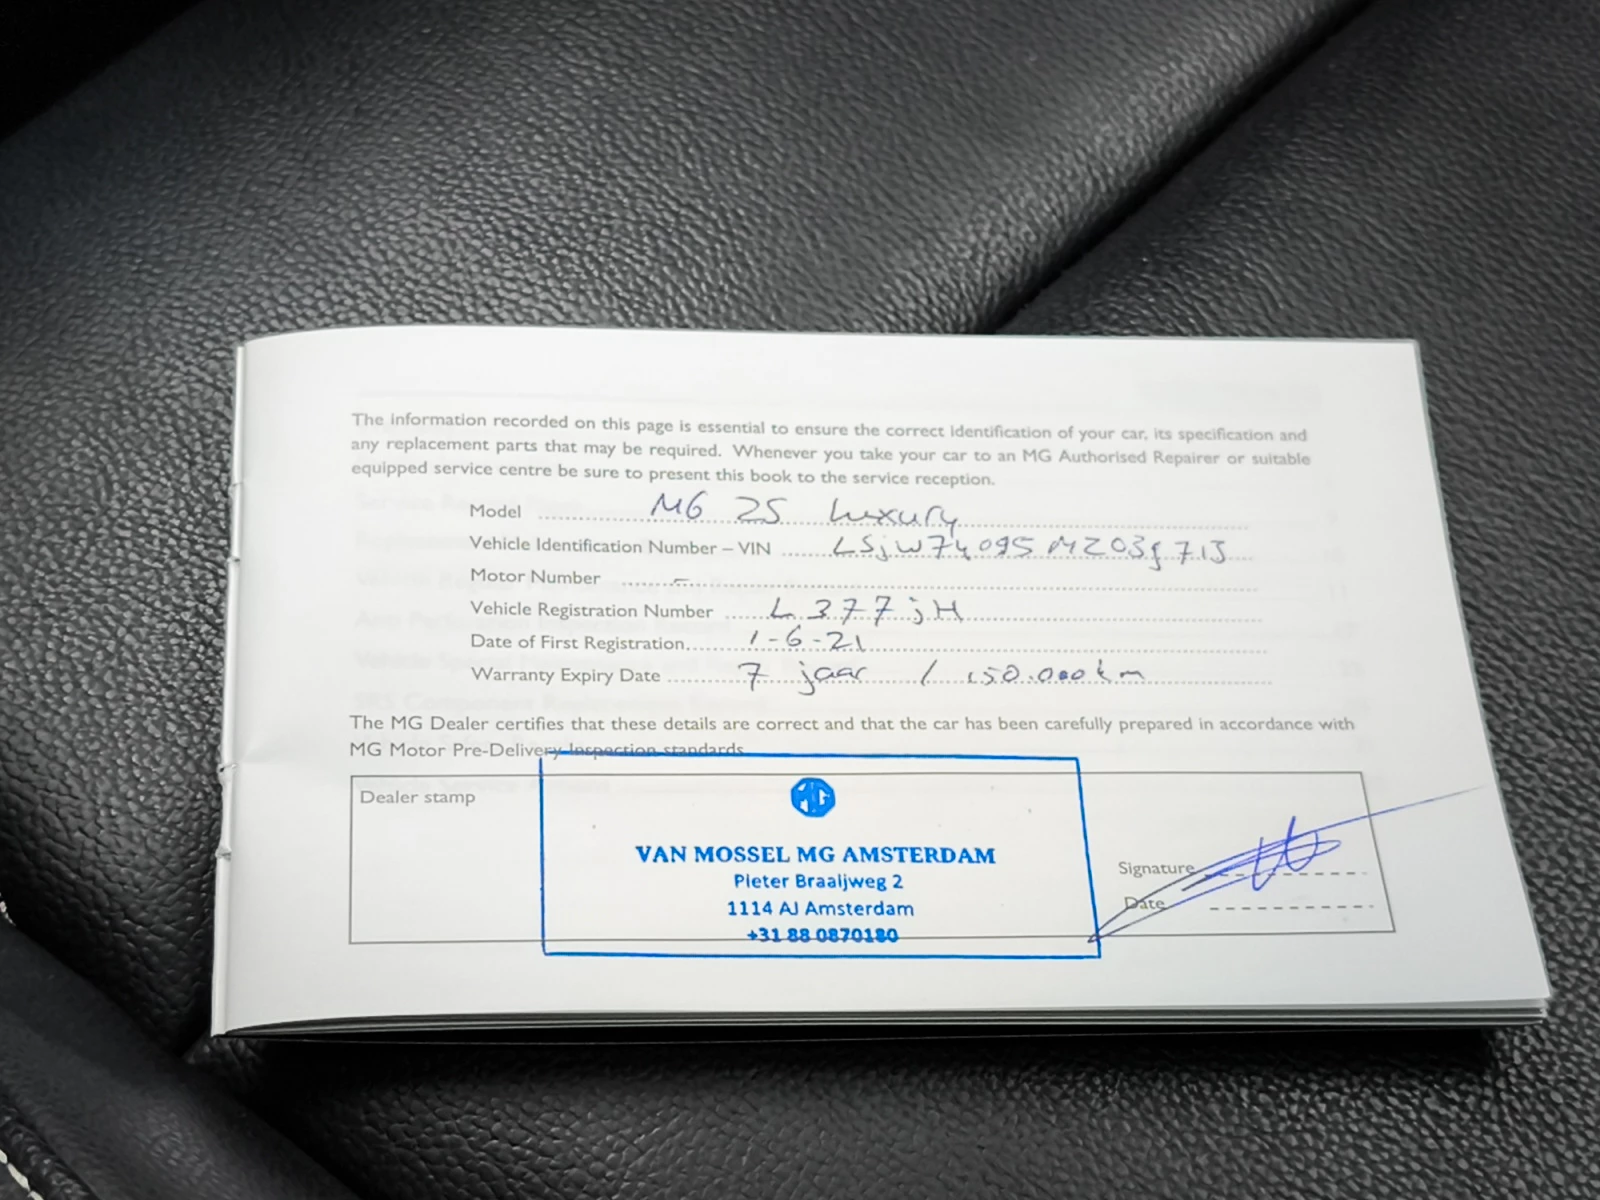 The information recorded on this page is essential to ensure the correct identification of your car, its specification and
any replacement parts that may be required. Whenever you take your car to an MG Authorised Repairer or suitable
equipped service centre be sure to present this book to the service reception.
Model MG ZS Luxury
Vehicle Identification Number – VIN
Motor Number -
Vehicle Registration Number L377jH
Date of First Registration 1-6-21
Warranty Expiry Date 7 jaar / 150.000km
The MG Dealer certifies that these details are correct and that the car has been carefully prepared in accordance with
MG Motor Pre-Delivery Inspection standards
Dealer stamp
MG
VAN MOSSEL MG AMSTERDAM
Pieter Braaijweg 2
1114 AJ Amsterdam
+31 88 0870180
Signature
Date